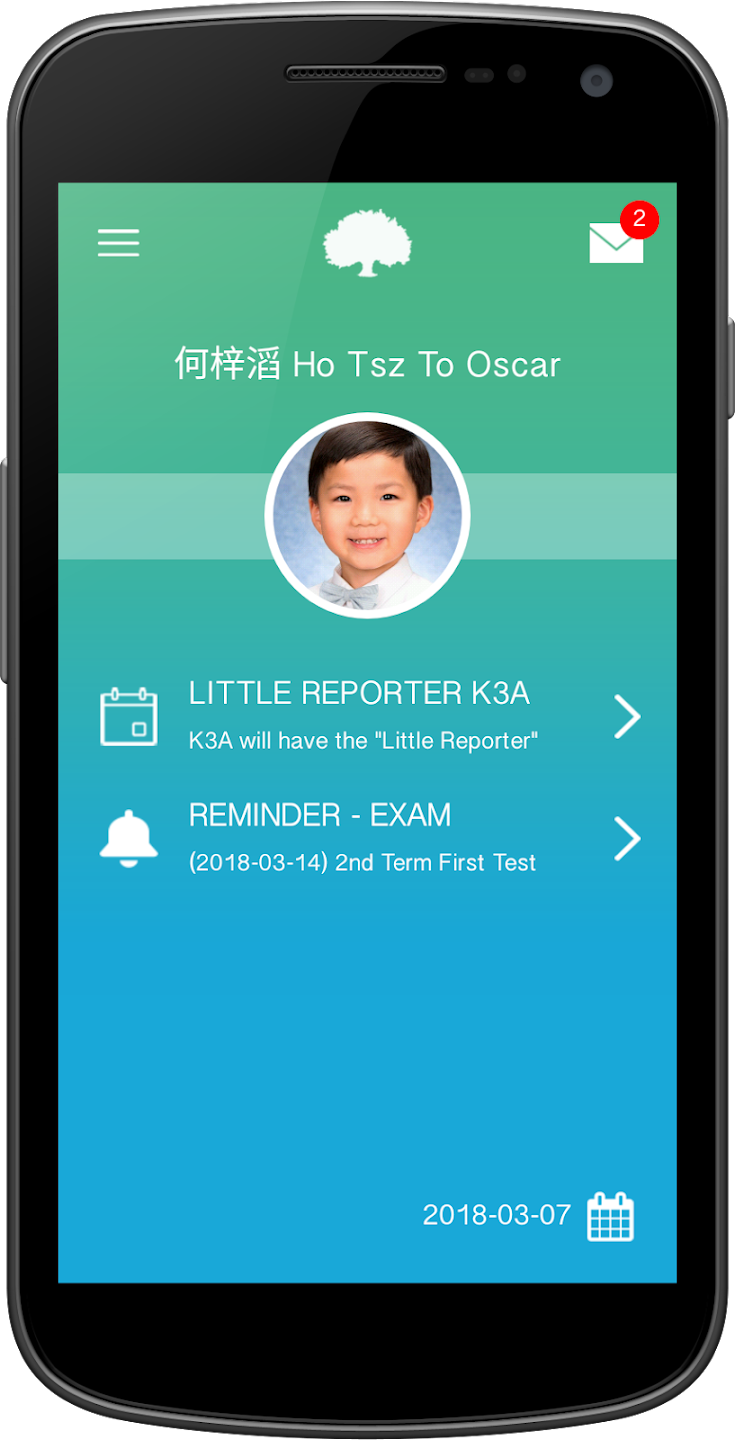 2
何梓滔 Ho Tsz To Oscar
LITTLE REPORTER K3A
K3A will have the "Little Reporter"
REMINDER - EXAM
(2018-03-14) 2nd Term First Test
2018-03-07